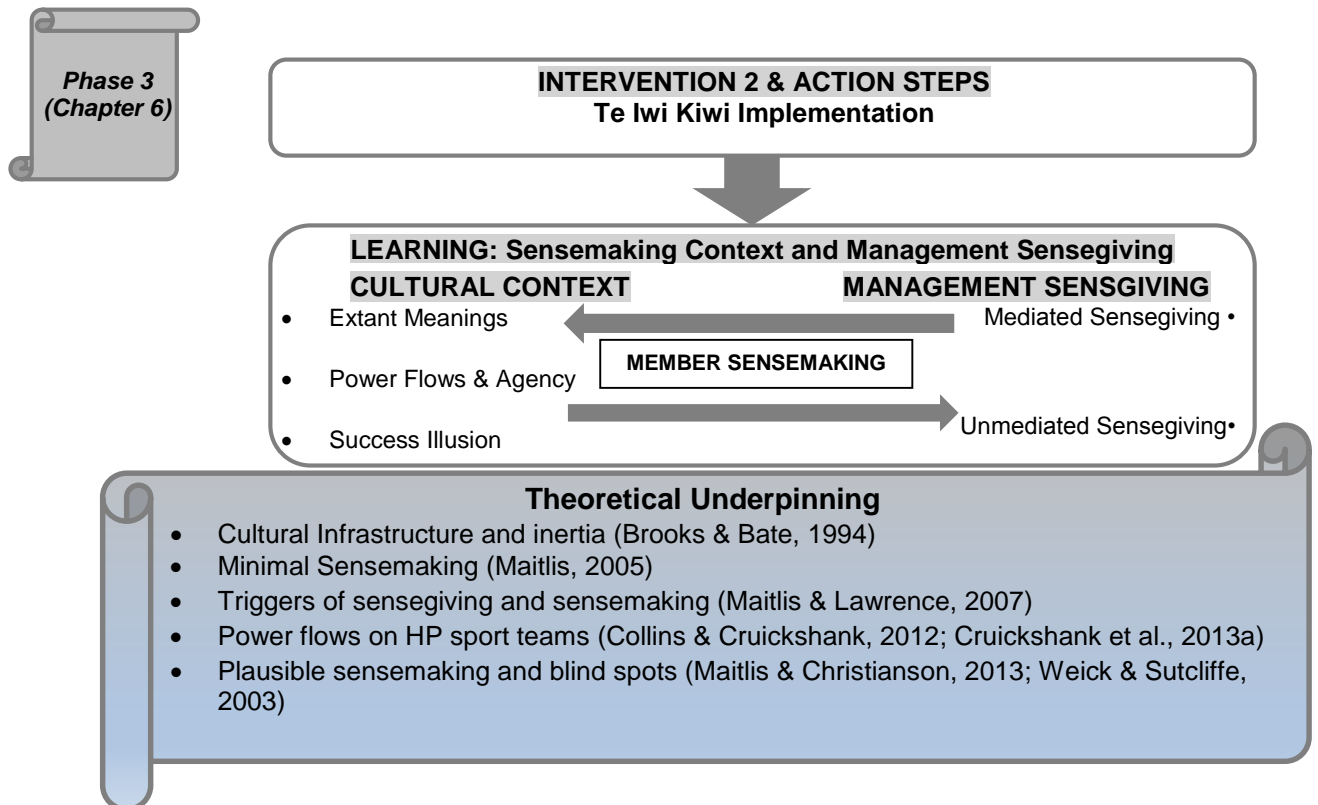 Phase 3
(Chapter 6)
INTERVENTION 2 & ACTION STEPS
Te Iwi Kiwi Implementation
LEARNING: Sensemaking Context and Management Sensegiving
CULTURAL CONTEXT MANAGEMENT SENSGIVING
• Extant Meanings Mediated Sensegiving •
MEMBER SENSEMAKING
• Power Flows & Agency
Unmediated Sensegiving•
• Success Illusion
Theoretical Underpinning
• Cultural Infrastructure and inertia (Brooks & Bate, 1994)
• Minimal Sensemaking (Maitlis, 2005)
• Triggers of sensegiving and sensemaking (Maitlis & Lawrence, 2007)
• Power flows on HP sport teams (Collins & Cruickshank, 2012; Cruickshank et al., 2013a)
• Plausible sensemaking and blind spots (Maitlis & Christianson, 2013; Weick & Sutcliffe,
2003)